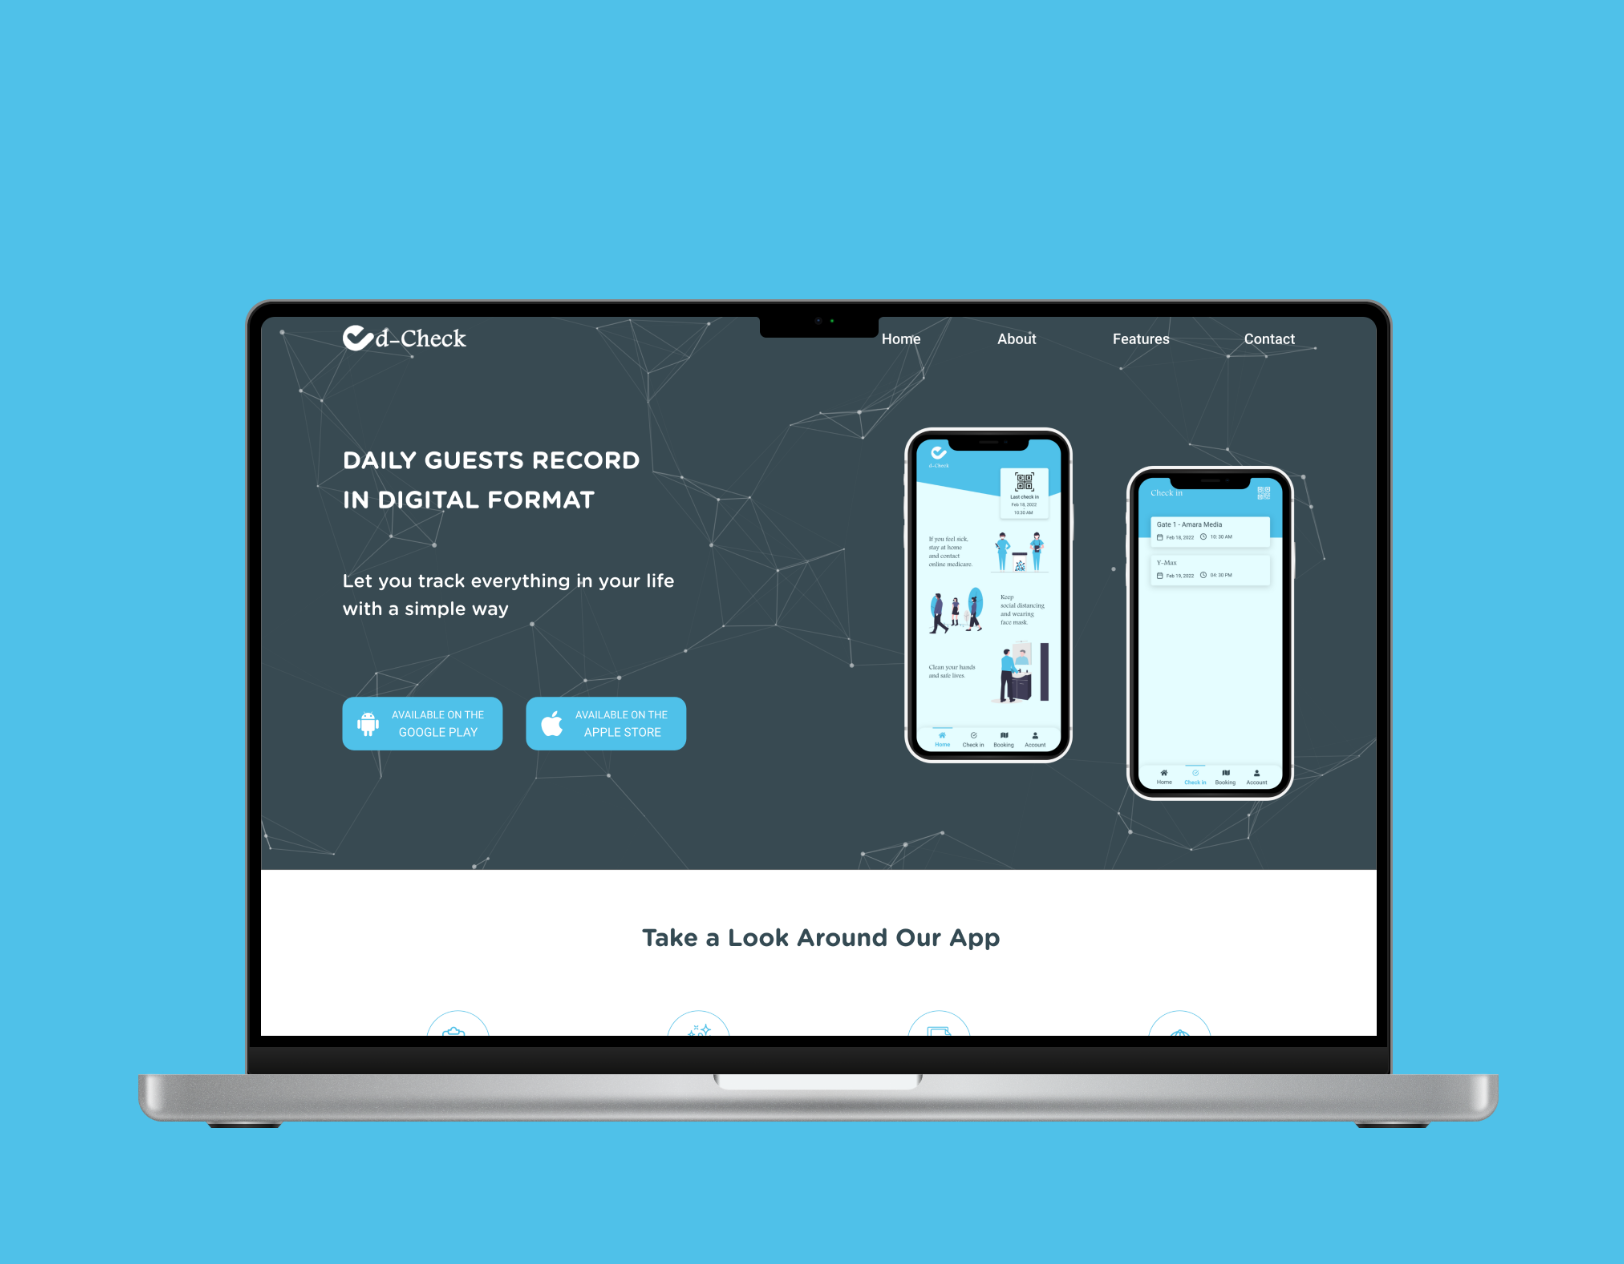 d-Check
Home
About
Features
Contact
DAILY GUESTS RECORD
IN DIGITAL FORMAT
Let you track everything in your life
with a simple way
AVAILABLE ON THE
GOOGLE PLAY
AVAILABLE ON THE
APPLE STORE
d-Check
Last check in
Feb 18, 2022
10:30 AM
If you feel sick,
stay at home
and contact
online medicare.
Keep
social distancing
and wearing
face mask.
Clean your hands
and safe lives.
Home
Check in
Booking
Account
Check in
Gate 1 - Amara Media
Feb 18, 2022
10: 30 AM
Y-Max
Feb 19, 2022
04: 30 PM
Home
Check in
Booking
Account
Take a Look Around Our App